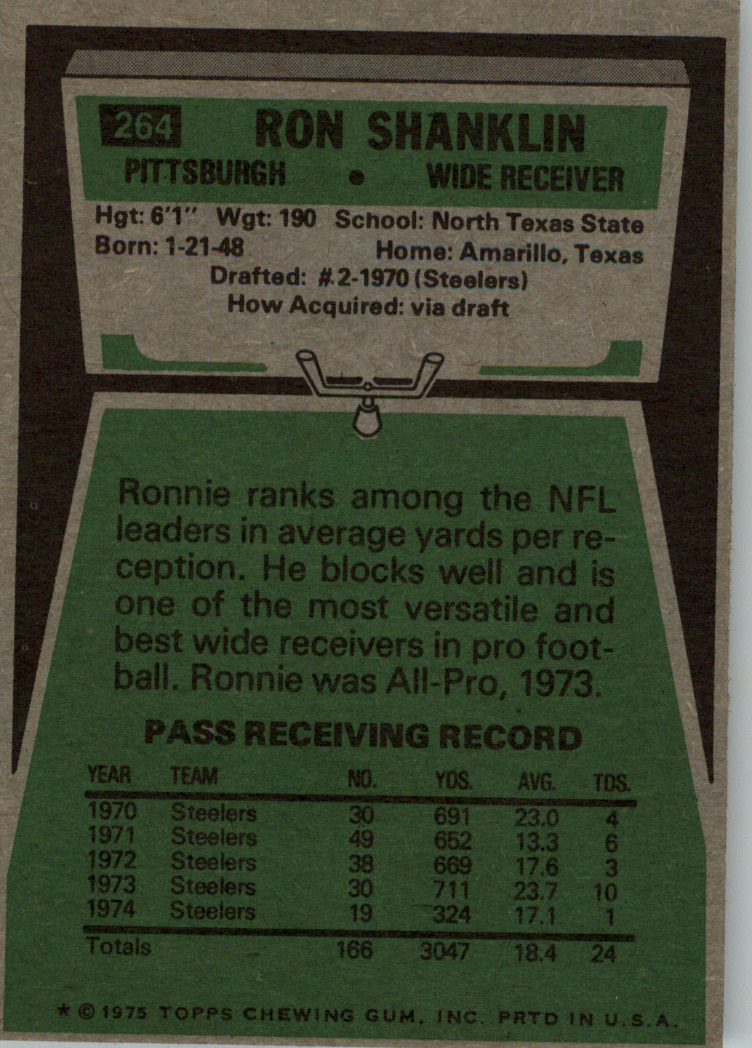 264 RON SHANKLIN
PITTSBURGH • WIDE RECEIVER
Hgt: 6'1" Wgt: 190 School: North Texas State
Born: 1-21-48 Home: Amarillo, Texas
Drafted: #2-1970 (Steelers)
How Acquired: via draft
Ronnie ranks among the NFL
leaders in average yards per re-
ception. He blocks well and is
one of the most versatile and
best wide receivers in pro foot-
ball. Ronnie was All-Pro, 1973.
PASS RECEIVING RECORD
YEAR TEAM NO. YDS. AVG. TDS.
1970 Steelers 30 691 23.0 4
1971 Steelers 49 652 13.3 6
1972 Steelers 38 669 17.6 3
1973 Steelers 30 711 23.7 10
1974 Steelers 19 324 17.1 1
Totals 166 3047 18.4 24
* © 1975 TOPPS CHEWING GUM, INC. PRTD IN U.S.A.